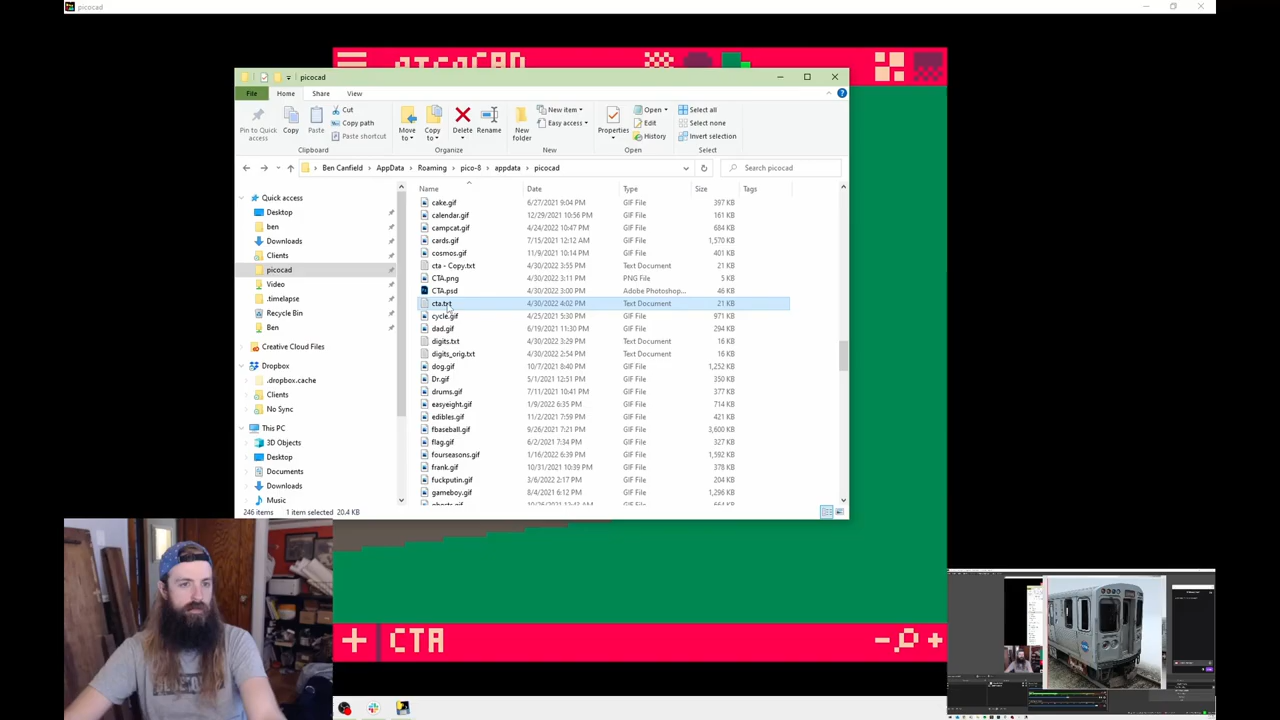 picocad
picoCAD
picocad
File
Home
Share
View
Pin to Quick access
Copy
Paste
Cut
Copy path
Paste shortcut
Clipboard
Move to
Copy to
Delete
Rename
Organize
New folder
New item
Easy access
New
Properties
Open
Edit
History
Open
Select all
Select none
Invert selection
Select
Ben Canfield > AppData > Roaming > pico-8 > appdata > picocad
Search picocad
Name Date Type Size Tags
cake.gif 6/27/2021 9:04 PM GIF File 397 KB
calendar.gif 12/29/2021 10:56 PM GIF File 161 KB
campcat.gif 4/24/2022 10:47 PM GIF File 684 KB
cards.gif 7/15/2021 12:12 AM GIF File 1,570 KB
cosmos.gif 11/9/2021 10:14 PM GIF File 401 KB
cta - Copy.txt 4/30/2022 3:55 PM Text Document 21 KB
CTA.png 4/30/2022 3:11 PM PNG File 5 KB
CTA.psd 4/30/2022 3:00 PM Adobe Photoshop... 46 KB
cta.txt 4/30/2022 4:02 PM Text Document 21 KB
cycle.gif 4/25/2021 5:30 PM GIF File 971 KB
dad.gif 6/19/2021 11:30 PM GIF File 294 KB
digits.txt 4/30/2022 3:29 PM Text Document 16 KB
digits_orig.txt 4/30/2022 2:54 PM Text Document 16 KB
dog.gif 10/7/2021 8:40 PM GIF File 1,252 KB
Dr.gif 5/1/2021 12:51 PM GIF File 350 KB
drums.gif 7/11/2021 10:41 PM GIF File 377 KB
easyeight.gif 1/9/2022 6:35 PM GIF File 714 KB
edibles.gif 11/2/2021 7:59 PM GIF File 421 KB
fbaseball.gif 9/26/2021 7:21 PM GIF File 3,600 KB
flag.gif 6/2/2021 7:34 PM GIF File 327 KB
fourseasons.gif 1/16/2022 6:39 PM GIF File 1,592 KB
frank.gif 10/31/2021 10:39 PM GIF File 378 KB
fuckputin.gif 3/6/2022 2:17 PM GIF File 204 KB
gameboy.gif 8/4/2021 6:12 PM GIF File 1,296 KB
Quick access
Desktop
ben
Downloads
Clients
picocad
Video
.timelapse
Recycle Bin
Ben
Creative Cloud Files
Dropbox
.dropbox.cache
Clients
No Sync
This PC
3D Objects
Desktop
Documents
Downloads
Music
246 items 1 item selected 20.4 KB
CTA